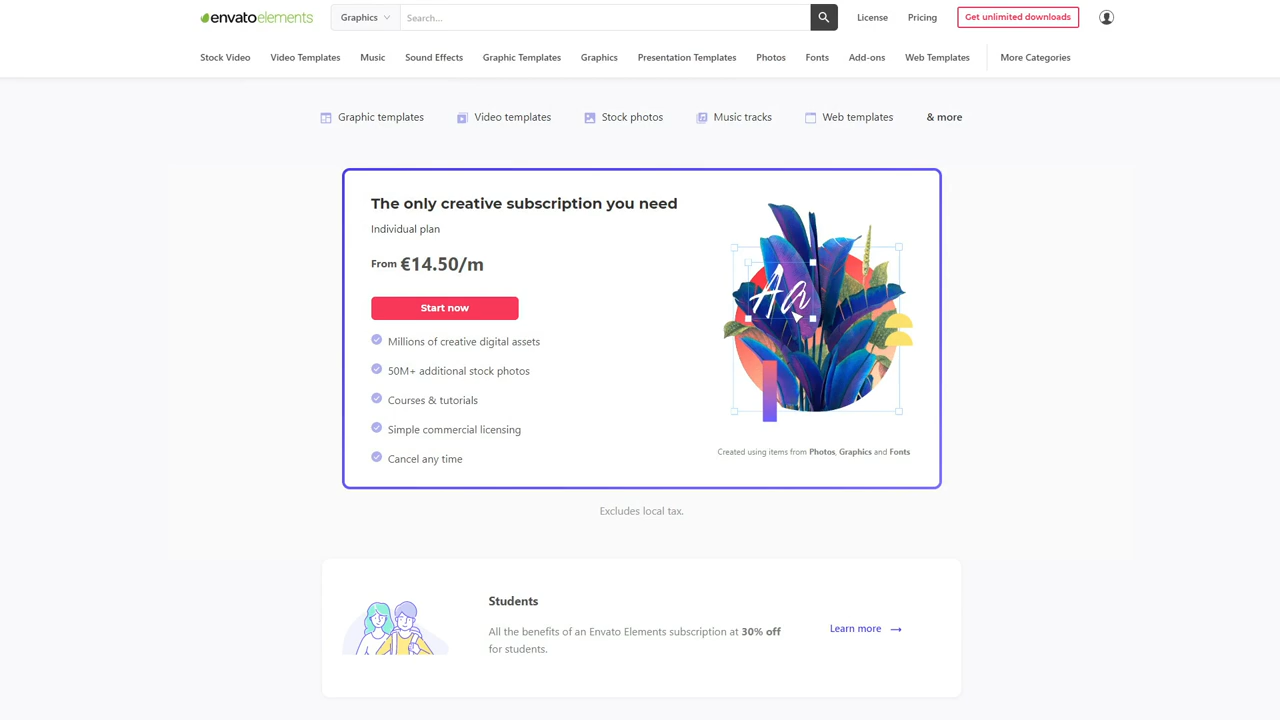 envatoelements
Graphics
Search...
License
Pricing
Get unlimited downloads
Stock Video
Video Templates
Music
Sound Effects
Graphic Templates
Graphics
Presentation Templates
Photos
Fonts
Add-ons
Web Templates
More Categories
Graphic templates
Video templates
Stock photos
Music tracks
Web templates
& more
The only creative subscription you need
Individual plan
From €14.50/m
Start now
Millions of creative digital assets
50M+ additional stock photos
Courses & tutorials
Simple commercial licensing
Cancel any time
Aa
Created using items from Photos, Graphics and Fonts
Excludes local tax.
Students
All the benefits of an Envato Elements subscription at 30% off
for students.
Learn more →